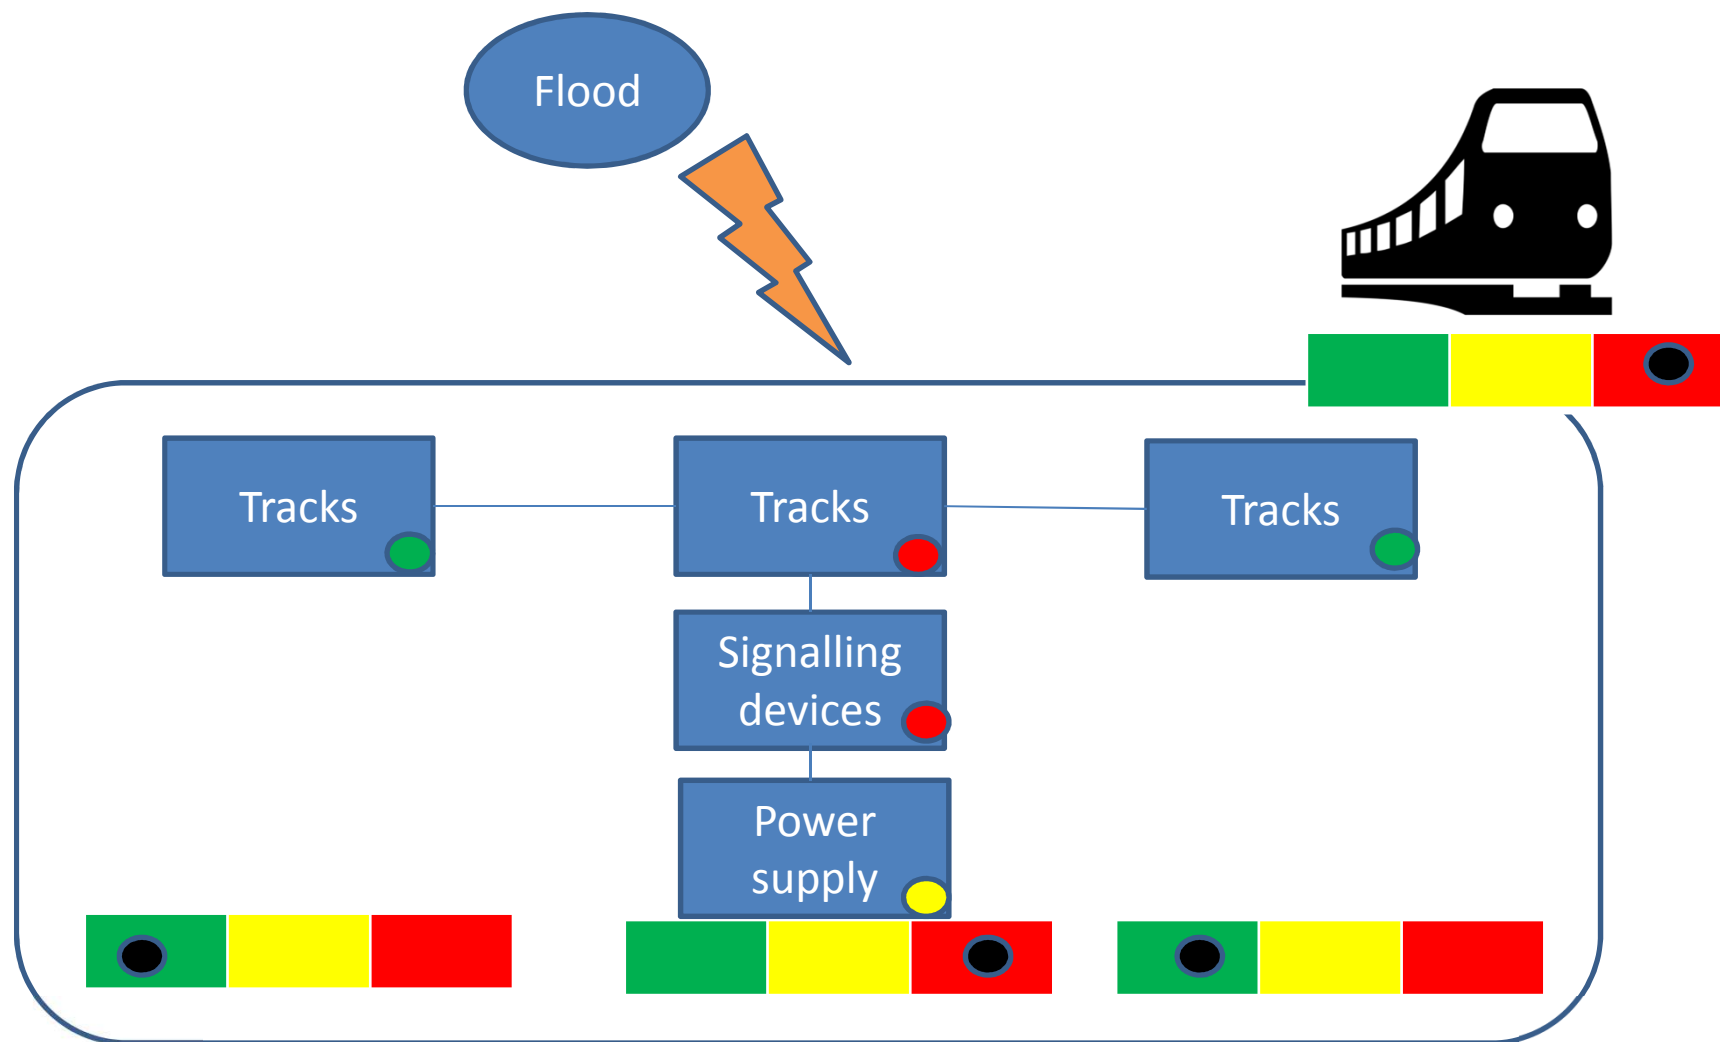 Flood
Tracks
Tracks
Tracks
Signalling
devices
Power
supply